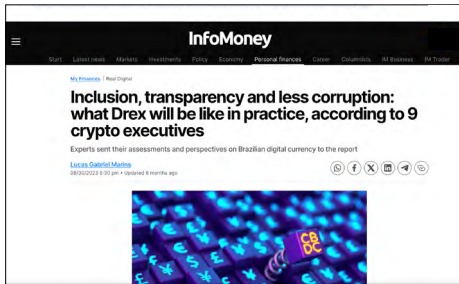 InfoMoney
Start Latest news Markets Investments Policy Economy Personal finances Career Columnists IM Business IM Trader
My Finances | Real Digital
Inclusion, transparency and less corruption:
what Drex will be like in practice, according to 9
crypto executives
Experts sent their assessments and perspectives on Brazilian digital currency to the report
Lucas Gabriel Marins
08/30/2023 6:30 pm • Updated 6 months ago
CB
DC